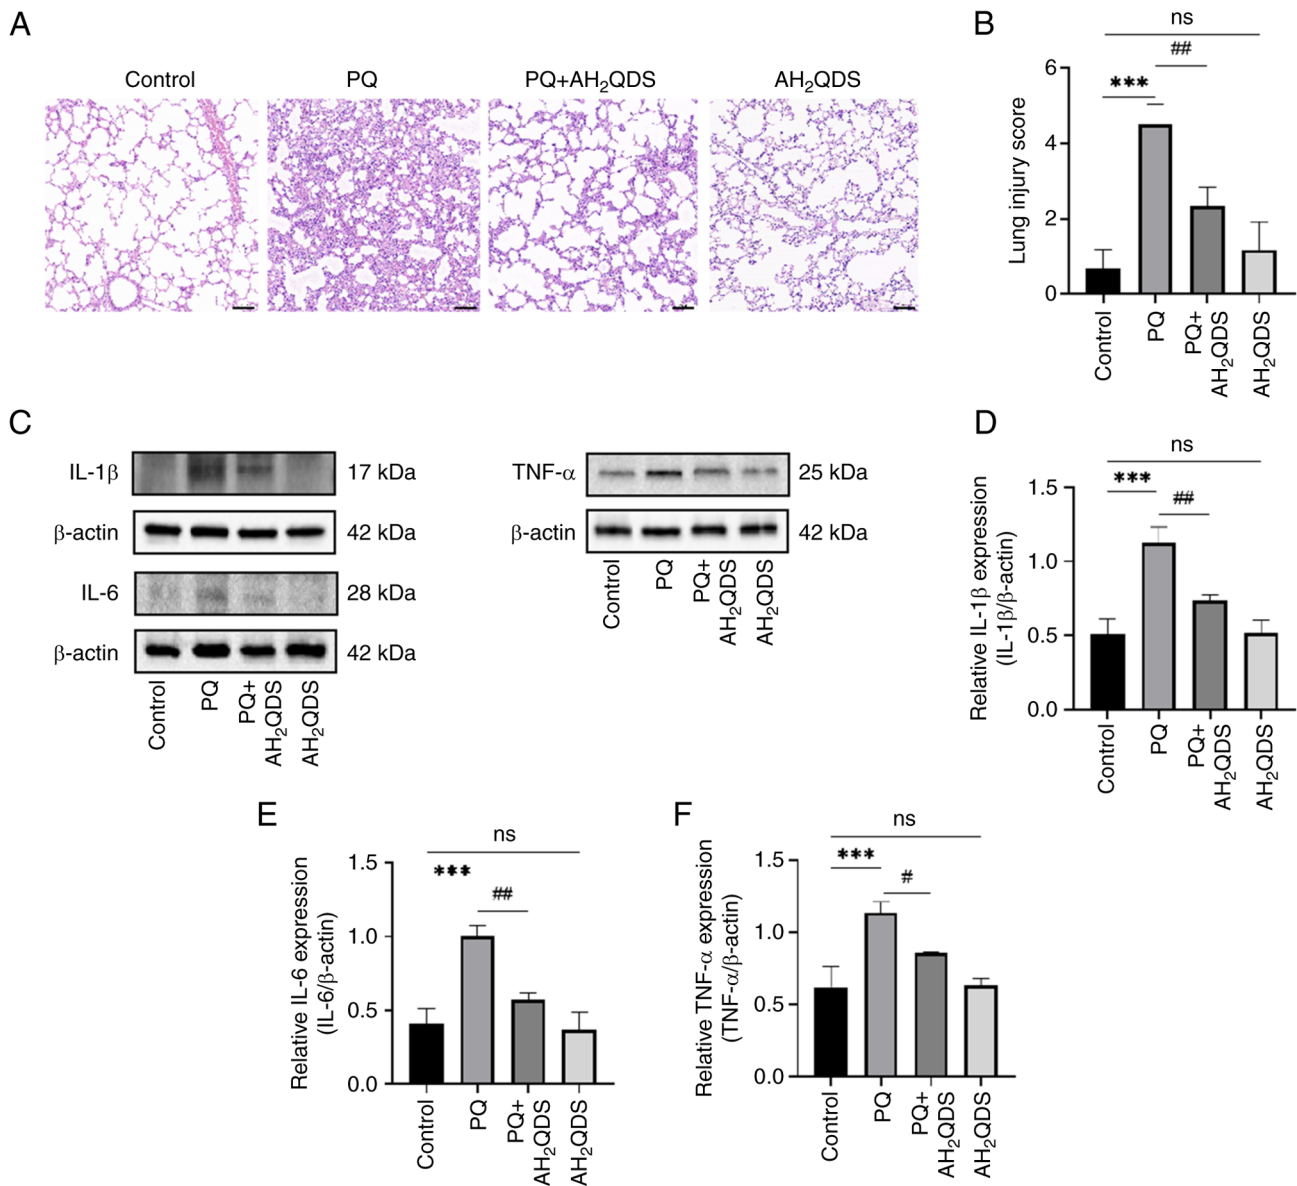 A
Control
PQ
PQ+AH₂QDS
AH₂QDS
B
ns
##
***
6
4
2
0
Lung injury score
Control
PQ
PQ+
AH₂QDS
AH₂QDS
C
IL-1β
17 kDa
β-actin
42 kDa
IL-6
28 kDa
β-actin
42 kDa
Control
PQ
PQ+
AH₂QDS
AH₂QDS
TNF-α
25 kDa
β-actin
42 kDa
Control
PQ
PQ+
AH₂QDS
AH₂QDS
D
ns
***
##
1.5
1.0
0.5
0.0
Relative IL-1β expression
(IL-1β/β-actin)
Control
PQ
PQ+
AH₂QDS
AH₂QDS
E
ns
***
##
1.5
1.0
0.5
0.0
Relative IL-6 expression
(IL-6/β-actin)
Control
PQ
PQ+
AH₂QDS
AH₂QDS
F
ns
***
#
1.5
1.0
0.5
0.0
Relative TNF-α expression
(TNF-α/β-actin)
Control
PQ
PQ+
AH₂QDS
AH₂QDS